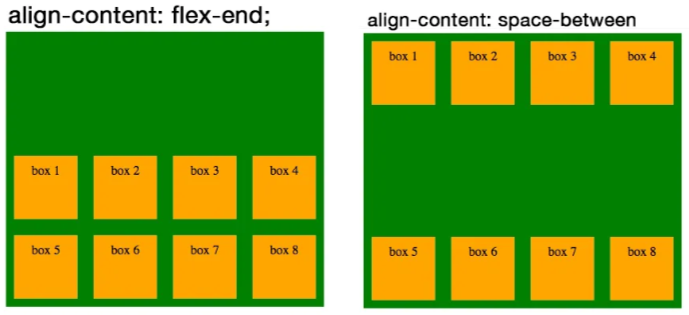 align-content: flex-end;
box 1 box 2 box 3 box 4
box 5 box 6 box 7 box 8
align-content: space-between
box 1 box 2 box 3 box 4
box 5 box 6 box 7 box 8